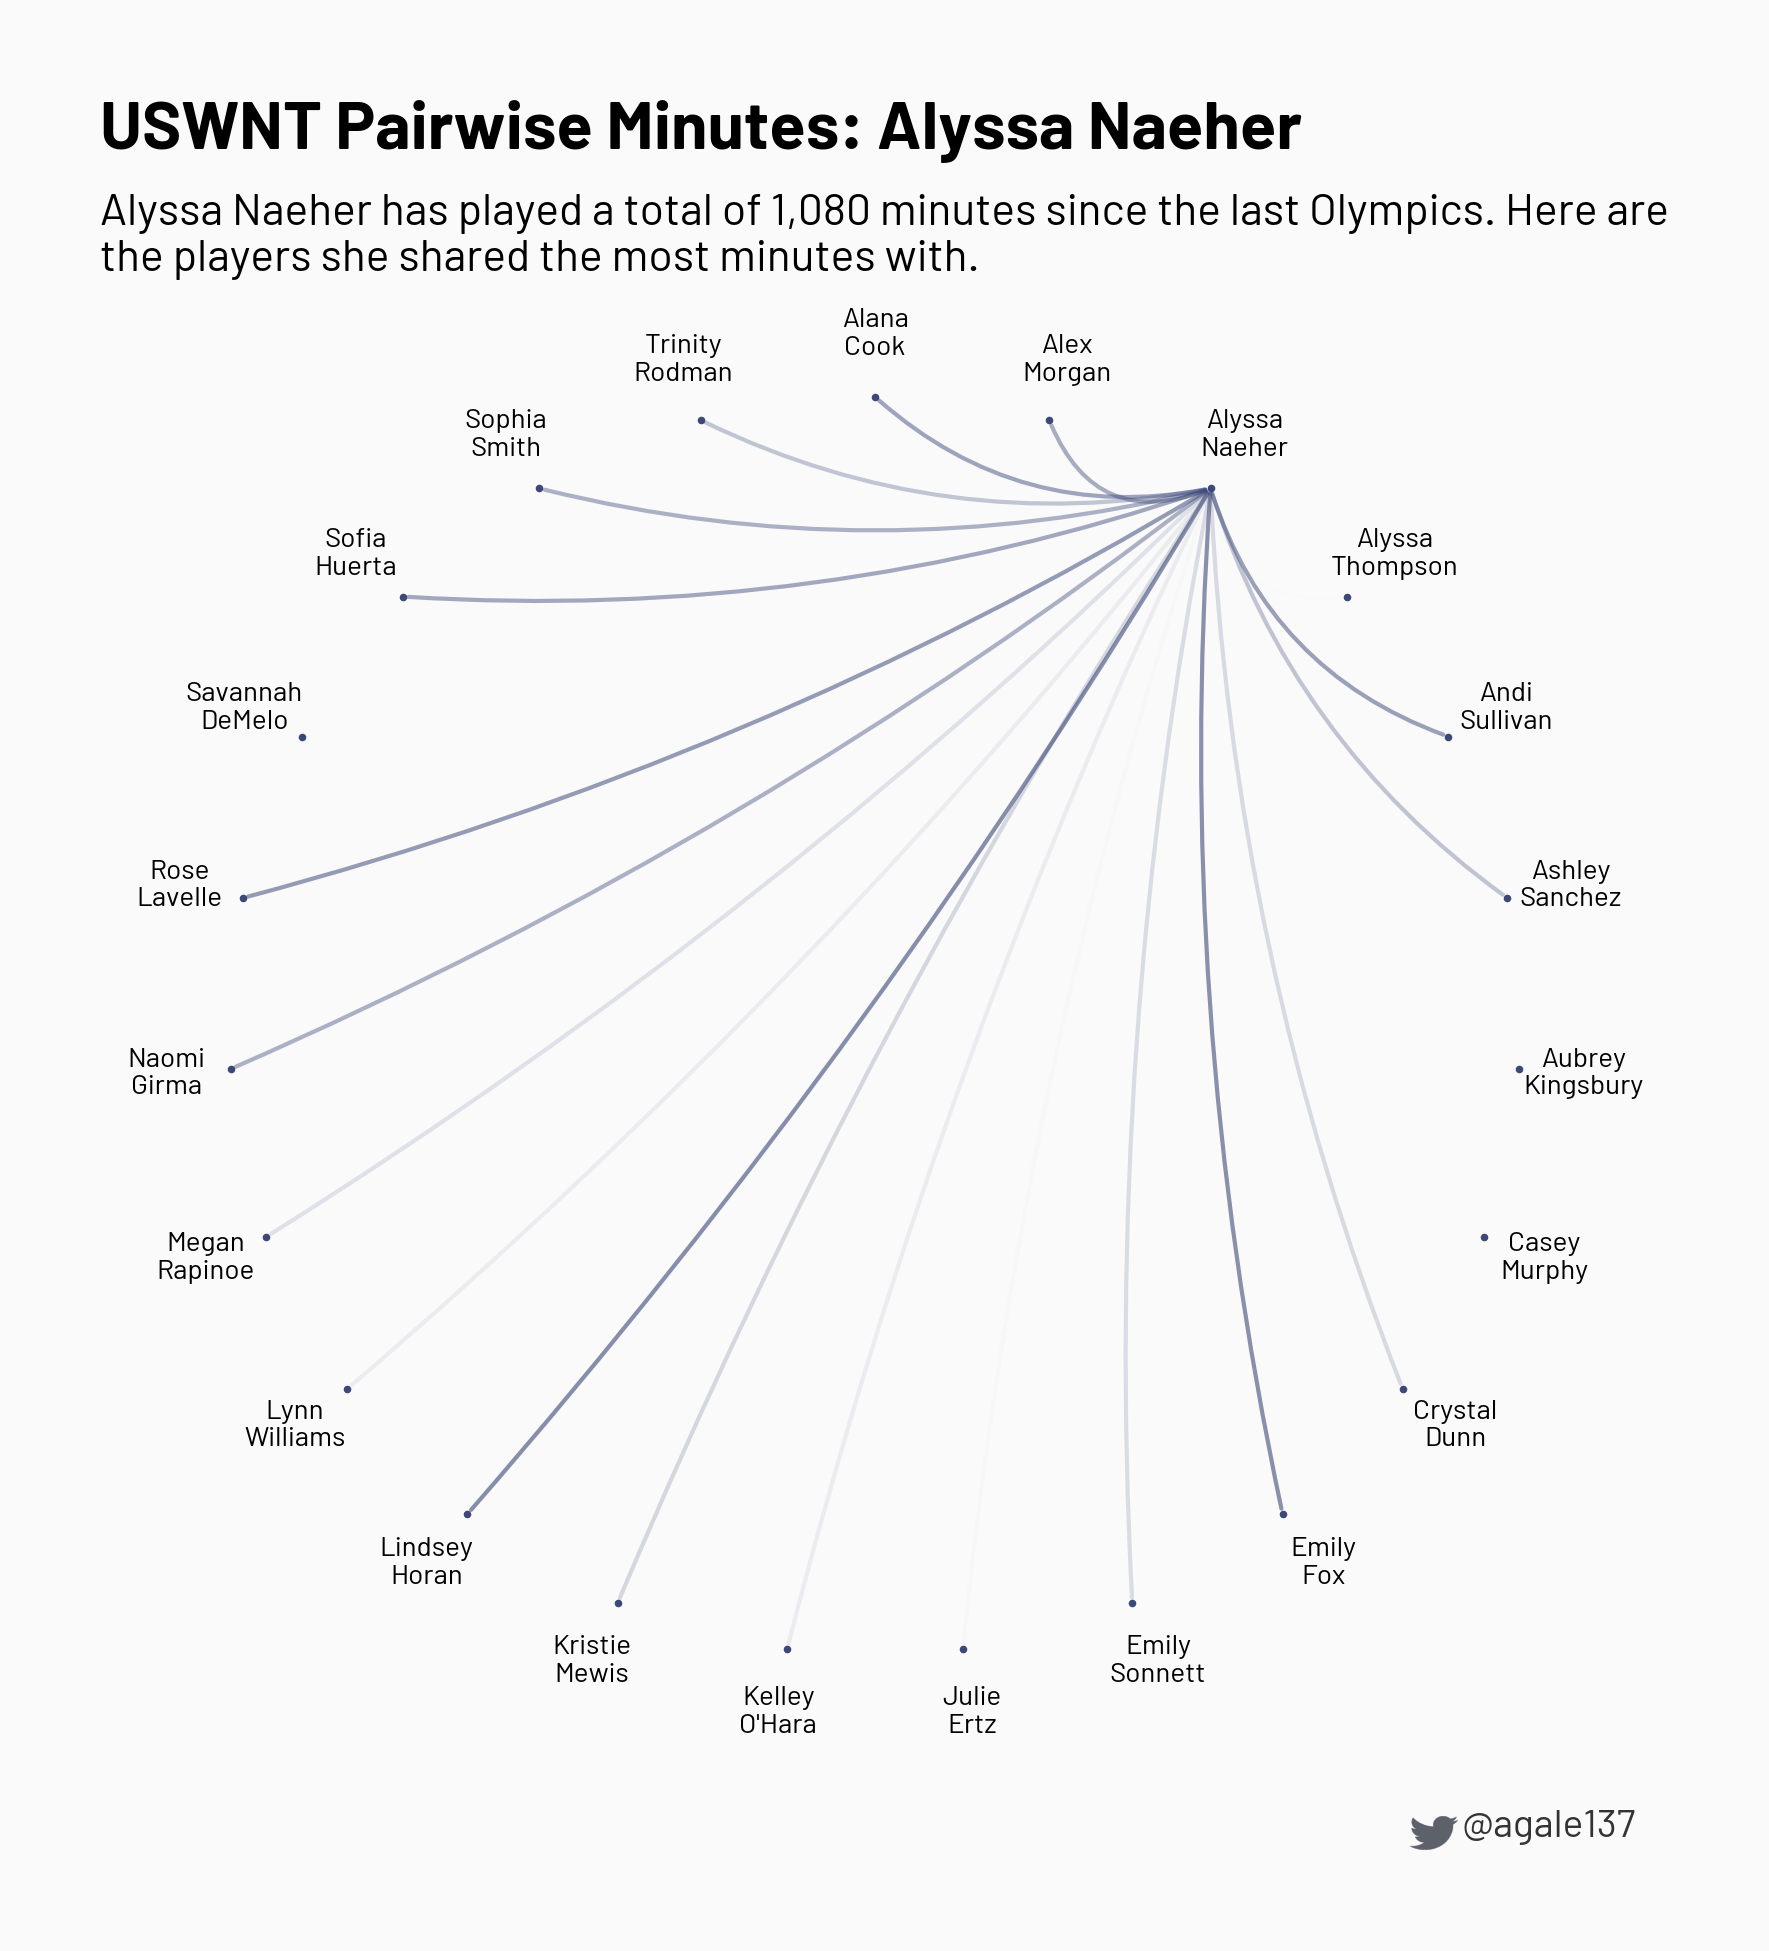 USWNT Pairwise Minutes: Alyssa Naeher
Alyssa Naeher has played a total of 1,080 minutes since the last Olympics. Here are
the players she shared the most minutes with.
Alana
Cook
Trinity
Rodman
Alex
Morgan
Sophia
Smith
Alyssa
Naeher
Sofia
Huerta
Alyssa
Thompson
Savannah
DeMelo
Andi
Sullivan
Rose
Lavelle
Ashley
Sanchez
Naomi
Girma
Aubrey
Kingsbury
Megan
Rapinoe
Casey
Murphy
Lynn
Williams
Crystal
Dunn
Lindsey
Horan
Emily
Fox
Kristie
Mewis
Emily
Sonnett
Kelley
O'Hara
Julie
Ertz
@agale137